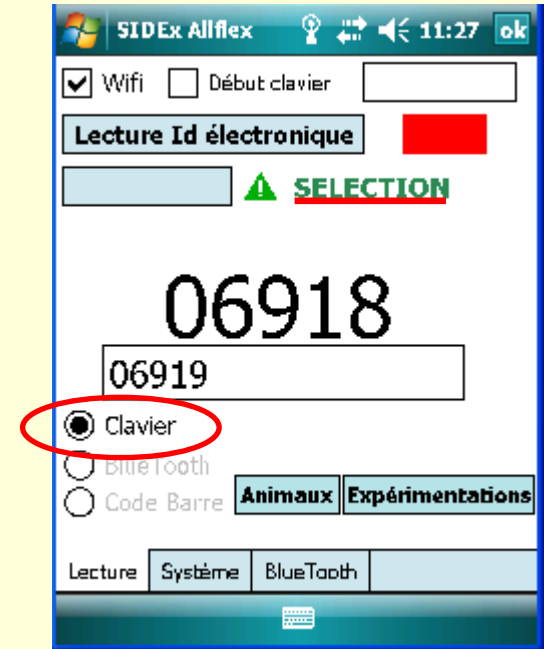 SIDEx Allflex 11:27 ok
Wifi Début clavier
Lecture Id électronique
SELECTION
06918
06919
Clavier
BlueTooth
Code Barre Animaux Expérimentations
Lecture Système BlueTooth